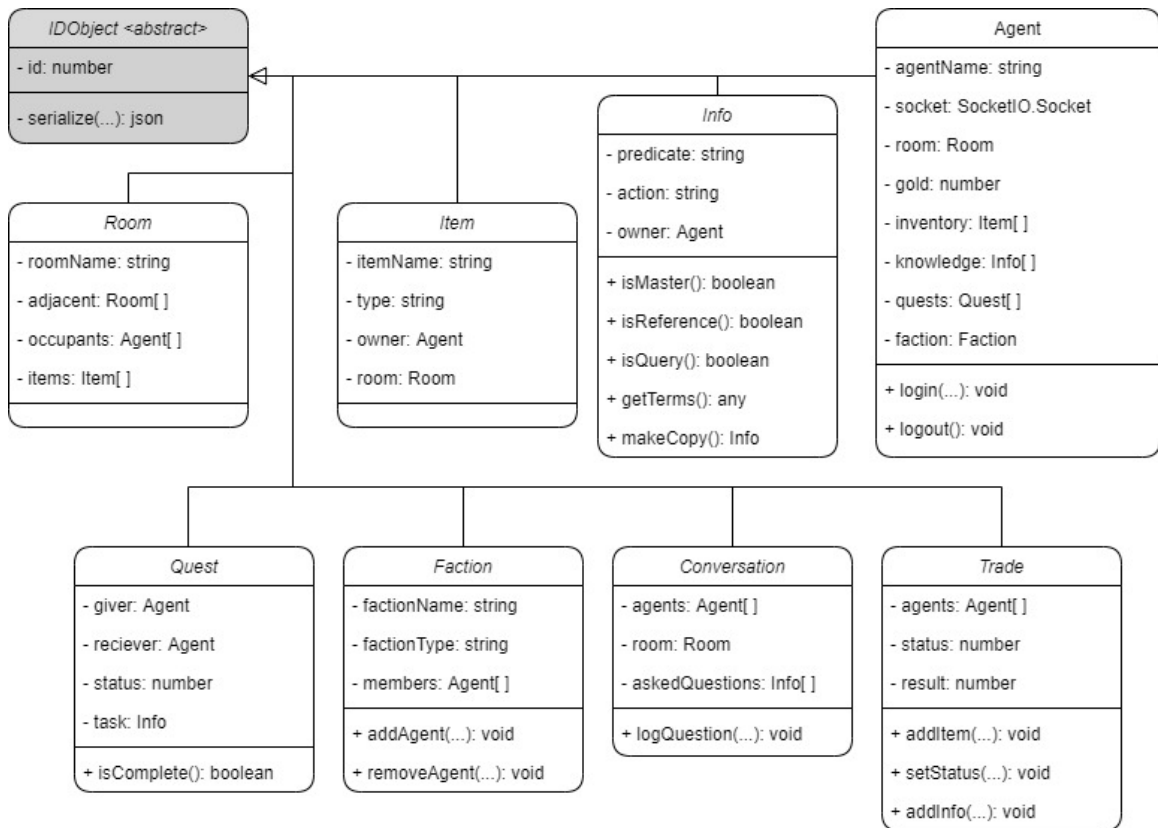 IDObject <abstract>
- id: number
- serialize(...): json
Agent
- agentName: string
- socket: SocketIO.Socket
- room: Room
- gold: number
- inventory: Item[ ]
- knowledge: Info[ ]
- quests: Quest[ ]
- faction: Faction
+ login(...): void
+ logout(): void
Info
- predicate: string
- action: string
- owner: Agent
+ isMaster(): boolean
+ isReference(): boolean
+ isQuery(): boolean
+ getTerms(): any
+ makeCopy(): Info
Room
- roomName: string
- adjacent: Room[ ]
- occupants: Agent[ ]
- items: Item[ ]
Item
- itemName: string
- type: string
- owner: Agent
- room: Room
Quest
- giver: Agent
- reciever: Agent
- status: number
- task: Info
+ isComplete(): boolean
Faction
- factionName: string
- factionType: string
- members: Agent[ ]
+ addAgent(...): void
+ removeAgent(...): void
Conversation
- agents: Agent[ ]
- room: Room
- askedQuestions: Info[ ]
+ logQuestion(...): void
Trade
- agents: Agent[ ]
- status: number
- result: number
+ addItem(...): void
+ setStatus(...): void
+ addInfo(...): void